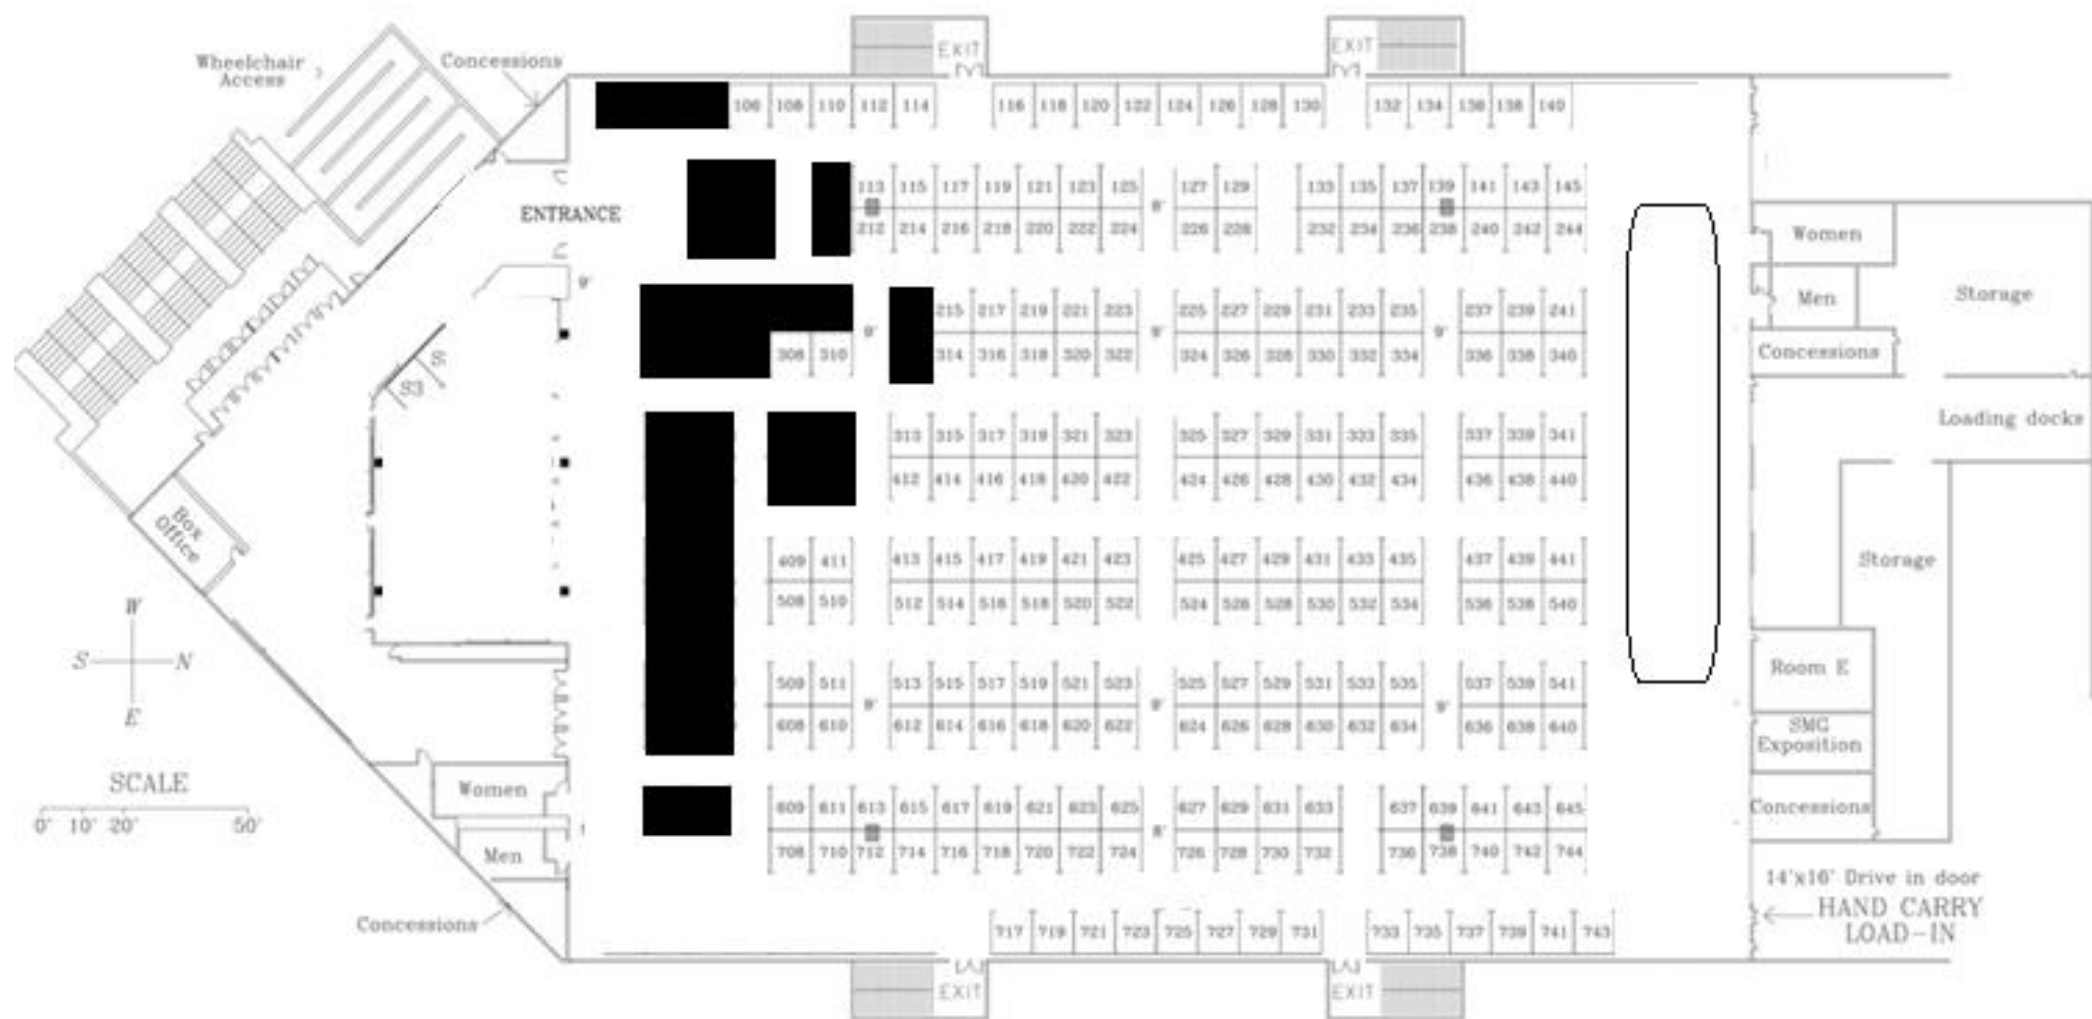 EXIT
EXIT
Wheelchair
Access
Concessions
106 108 110 112 114 116 118 120 122 124 126 128 130 132 134 136 138 140
ENTRANCE
113 115 117 119 121 123 125 127 129 133 135 137 139 141 143 145
8'
212 214 216 218 220 222 224 226 228 232 234 236 238 240 242 244
Women
Men
Storage
Concessions
9'
215 217 219 221 223 225 227 229 231 233 235 237 239 241
9' 9' 9'
308 310 314 316 318 320 322 324 326 328 330 332 334 336 338 340
S
S3
Loading docks
313 315 317 319 321 323 325 327 329 331 333 335 337 339 341
412 414 416 418 420 422 424 426 428 430 432 434 436 438 440
Box
Office
409 411 413 415 417 419 421 423 425 427 429 431 433 435 437 439 441
508 510 512 514 516 518 520 522 524 526 528 530 532 534 536 538 540
Storage
W
S N
E
509 511 513 515 517 519 521 523 525 527 529 531 533 535 537 539 541
9' 9' 9'
608 610 612 614 616 618 620 622 624 626 628 630 632 634 636 638 640
Room E
SMG
Exposition
Concessions
SCALE
0' 10' 20' 50'
Women
Men
Concessions
609 611 613 615 617 619 621 623 625 627 629 631 633 637 639 641 643 645
8'
708 710 712 714 716 718 720 722 724 726 728 730 732 736 738 740 742 744
14'x16' Drive in door
HAND CARRY
LOAD-IN
717 719 721 723 725 727 729 731 733 735 737 739 741 743
EXIT
EXIT